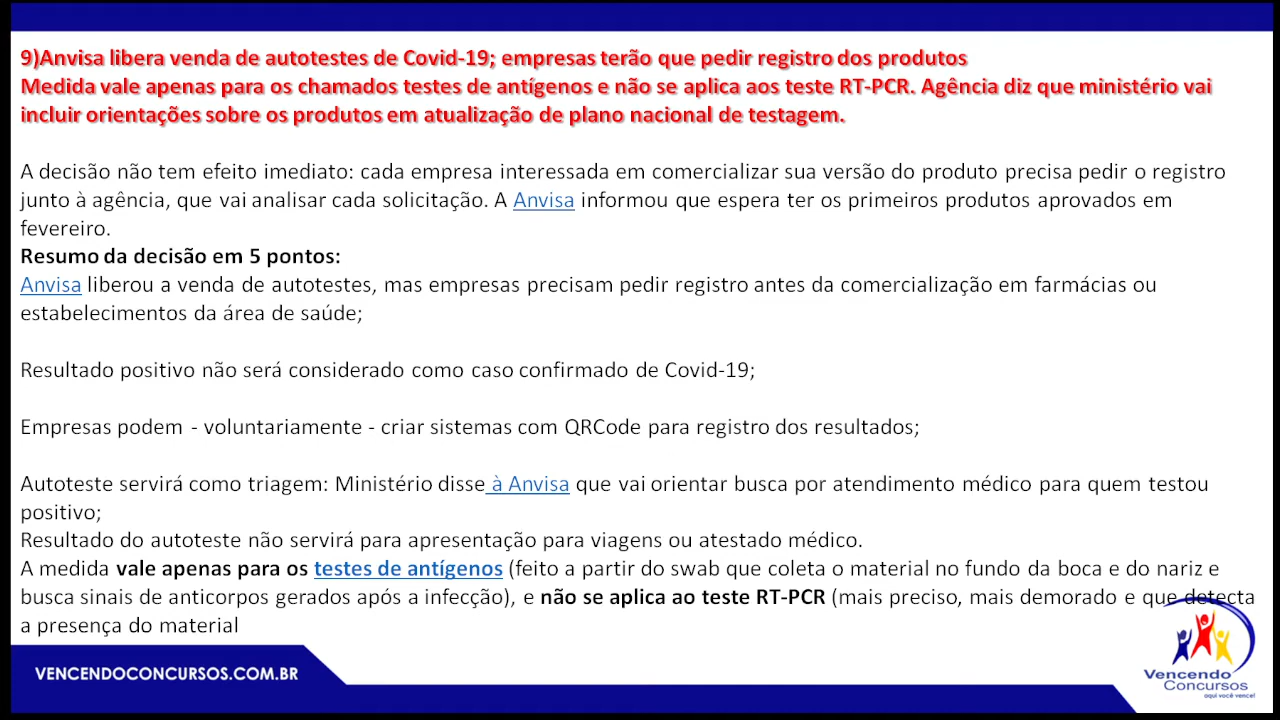 9)Anvisa libera venda de autotestes de Covid-19; empresas terão que pedir registro dos produtos
Medida vale apenas para os chamados testes de antígenos e não se aplica aos teste RT-PCR. Agência diz que ministério vai
incluir orientações sobre os produtos em atualização de plano nacional de testagem.
A decisão não tem efeito imediato: cada empresa interessada em comercializar sua versão do produto precisa pedir o registro
junto à agência, que vai analisar cada solicitação. A Anvisa informou que espera ter os primeiros produtos aprovados em
fevereiro.
Resumo da decisão em 5 pontos:
Anvisa liberou a venda de autotestes, mas empresas precisam pedir registro antes da comercialização em farmácias ou
estabelecimentos da área de saúde;
Resultado positivo não será considerado como caso confirmado de Covid-19;
Empresas podem - voluntariamente - criar sistemas com QRCode para registro dos resultados;
Autoteste servirá como triagem: Ministério disse à Anvisa que vai orientar busca por atendimento médico para quem testou
positivo;
Resultado do autoteste não servirá para apresentação para viagens ou atestado médico.
A medida vale apenas para os testes de antígenos (feito a partir do swab que coleta o material no fundo da boca e do nariz e
busca sinais de anticorpos gerados após a infecção), e não se aplica ao teste RT-PCR (mais preciso, mais demorado e que detecta
a presença do material
VENCENDOCONCURSOS.COM.BR
Vencendo
Concursos
aqui você vence!